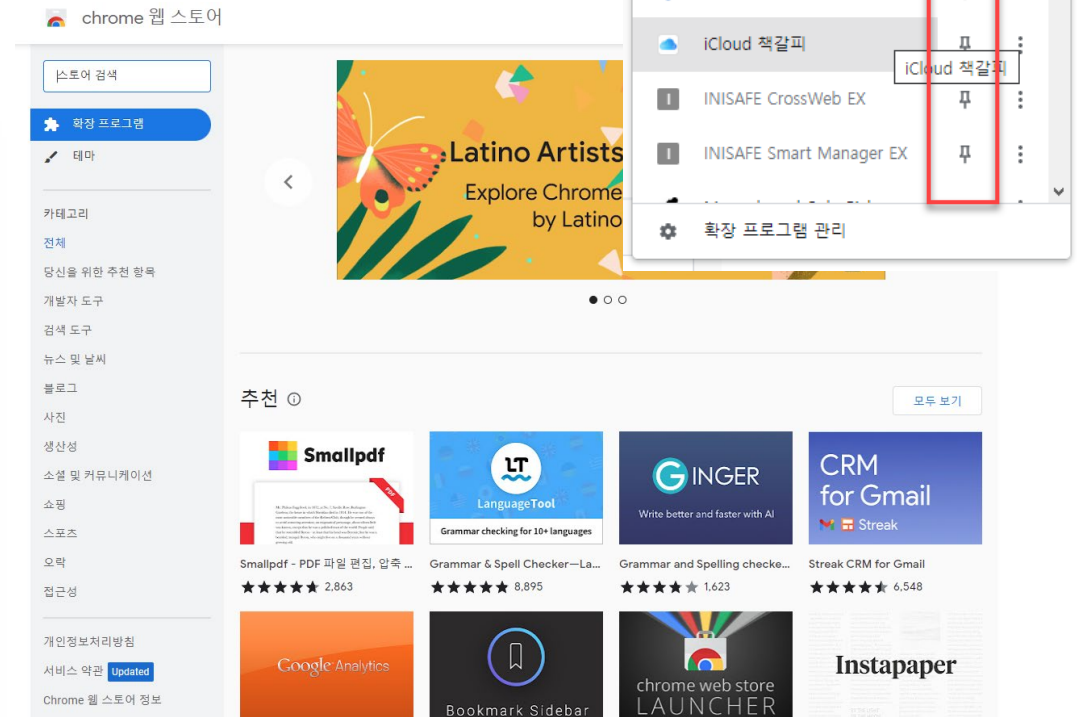 chrome 웹 스토어
스토어 검색
확장 프로그램
테마
카테고리
전체
당신을 위한 추천 항목
개발자 도구
검색 도구
뉴스 및 날씨
블로그
사진
생산성
소셜 및 커뮤니케이션
쇼핑
스포츠
오락
접근성
개인정보처리방침
서비스 약관 Updated
Chrome 웹 스토어 정보
Latino Artists
Explore Chrome
by Latino
iCloud 책갈피
iCloud 책갈피
I INISAFE CrossWeb EX
I INISAFE Smart Manager EX
확장 프로그램 관리
추천
모두 보기
Smallpdf
PDF
Smallpdf - PDF 파일 편집, 압축 ...
2,863
LT
LanguageTool
Grammar checking for 10+ languages
Grammar & Spell Checker—La...
8,895
GINGER
Write better and faster with AI
Grammar and Spelling checke...
1,623
CRM
for Gmail
Streak
Streak CRM for Gmail
6,548
Google Analytics
Bookmark Sidebar
chrome web store
LAUNCHER
Instapaper